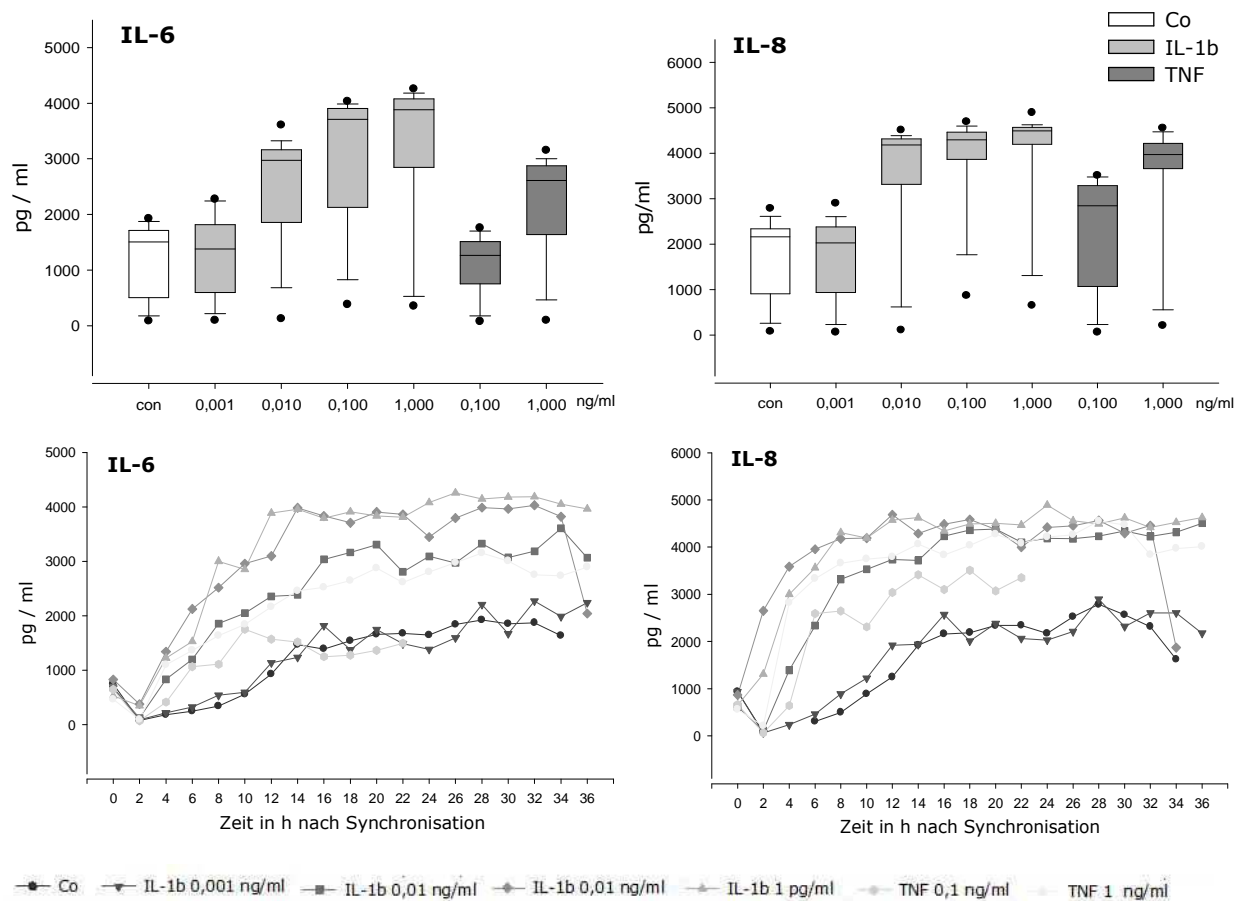 IL-6
5000
4000
3000
2000
1000
0
pg / ml
con 0,001 0,010 0,100 1,000 0,100 1,000 ng/ml
IL-8
Co
IL-1b
TNF
6000
5000
4000
3000
2000
1000
0
pg/ml
con 0,001 0,010 0,100 1,000 0,100 1,000 ng/ml
IL-6
5000
4000
3000
2000
1000
0
pg / ml
0 2 4 6 8 10 12 14 16 18 20 22 24 26 28 30 32 34 36
Zeit in h nach Synchronisation
IL-8
6000
5000
4000
3000
2000
1000
0
pg / ml
0 2 4 6 8 10 12 14 16 18 20 22 24 26 28 30 32 34 36
Zeit in h nach Synchronisation
Co IL-1b 0,001 ng/ml IL-1b 0,01 ng/ml IL-1b 0,01 ng/ml IL-1b 1 pg/ml TNF 0,1 ng/ml TNF 1 ng/ml